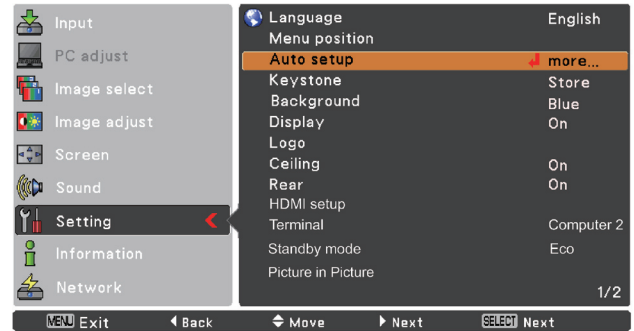 Input
PC adjust
Image select
Image adjust
Screen
Sound
Setting
Information
Network
Language English
Menu position
Auto setup more...
Keystone Store
Background Blue
Display On
Logo
Ceiling On
Rear On
HDMI setup
Terminal Computer 2
Standby mode Eco
Picture in Picture
1/2
MENU Exit Back Move Next SELECT Next